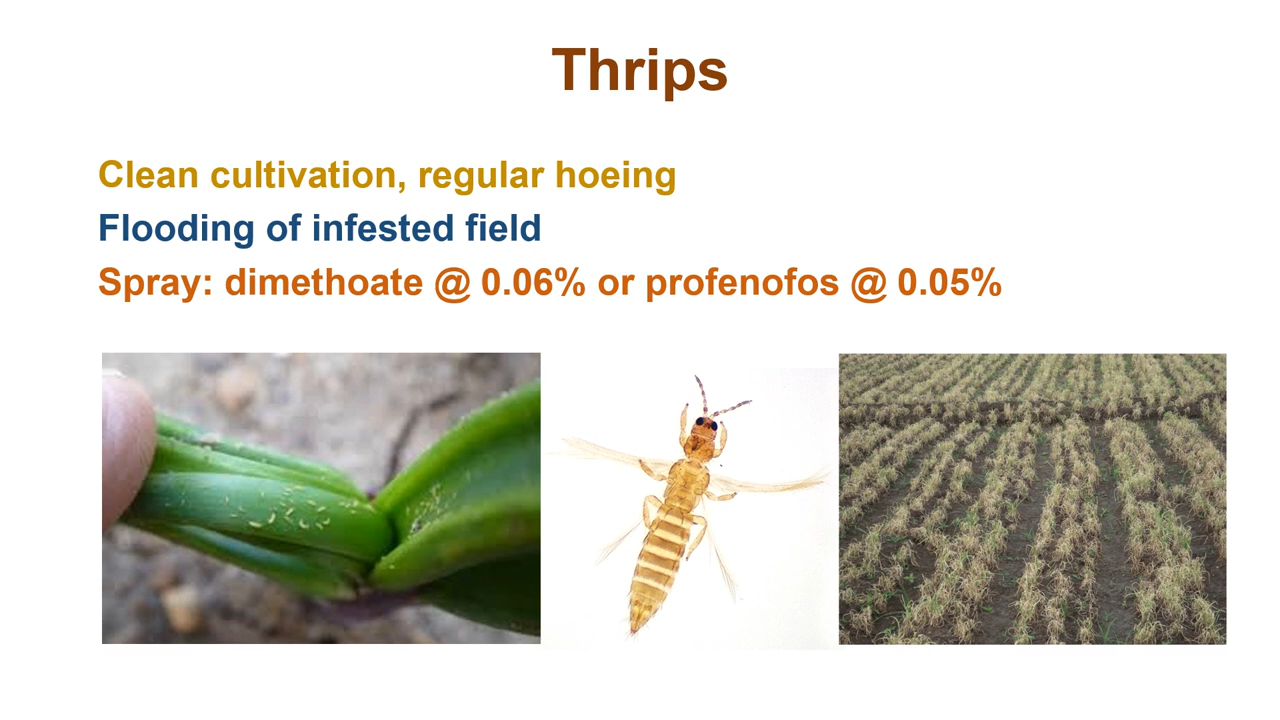 Thrips
Clean cultivation, regular hoeing
Flooding of infested field
Spray: dimethoate @ 0.06% or profenofos @ 0.05%